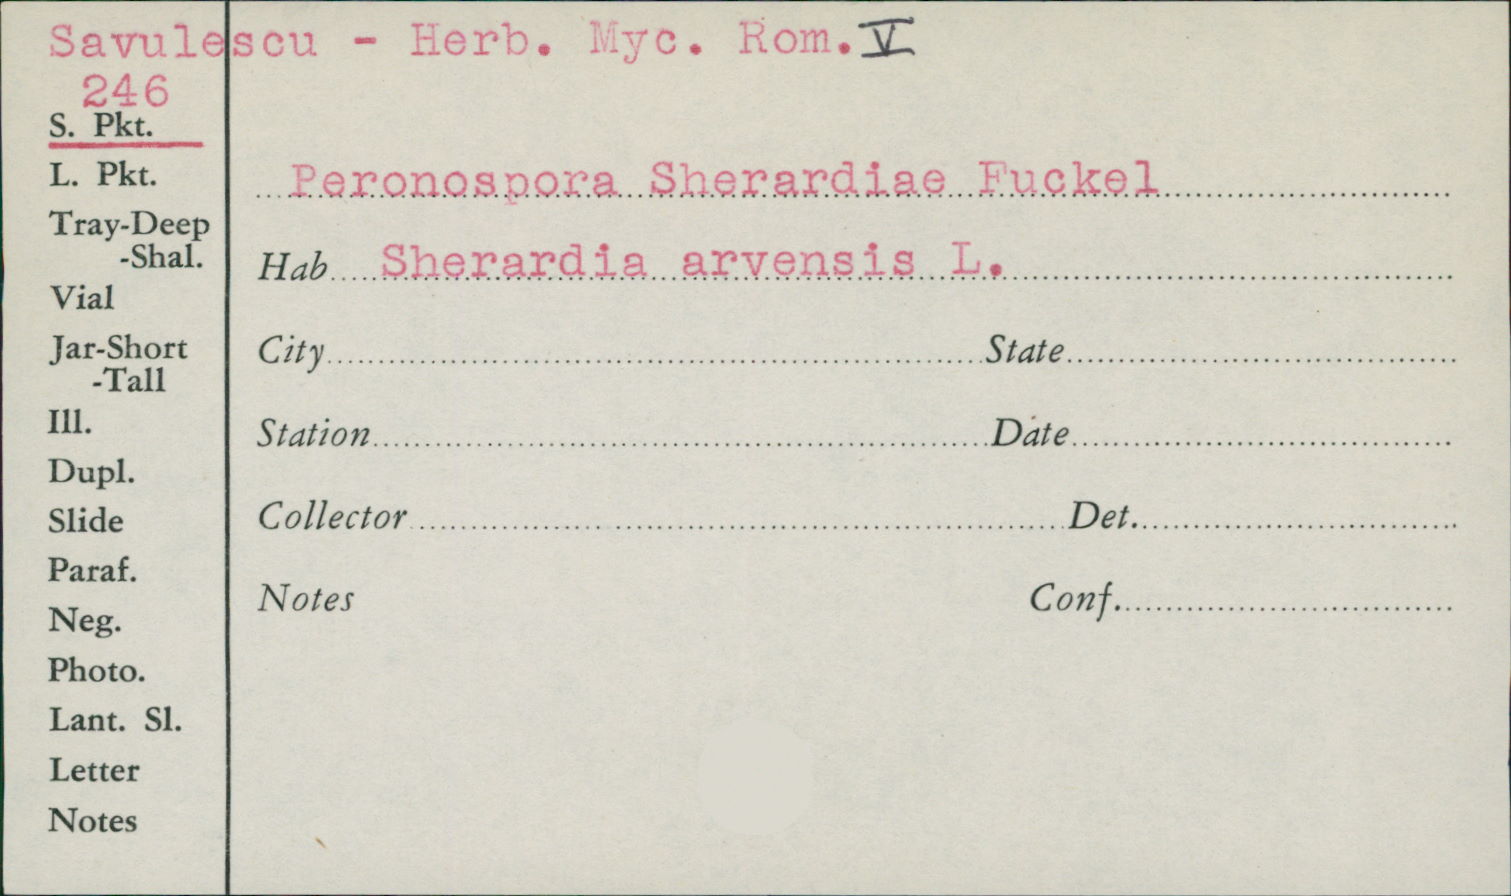 Savulescu - Herb. Myc. Rom. V
246
S. Pkt.
L. Pkt.
Tray-Deep
-Shal.
Vial
Jar-Short
-Tall
Ill.
Dupl.
Slide
Paraf.
Neg.
Photo.
Lant. Sl.
Letter
Notes
Peronospora Sherardiae Fuckel
Hab Sherardia arvensis L.
City State
Station Date
Collector Det.
Notes Conf.